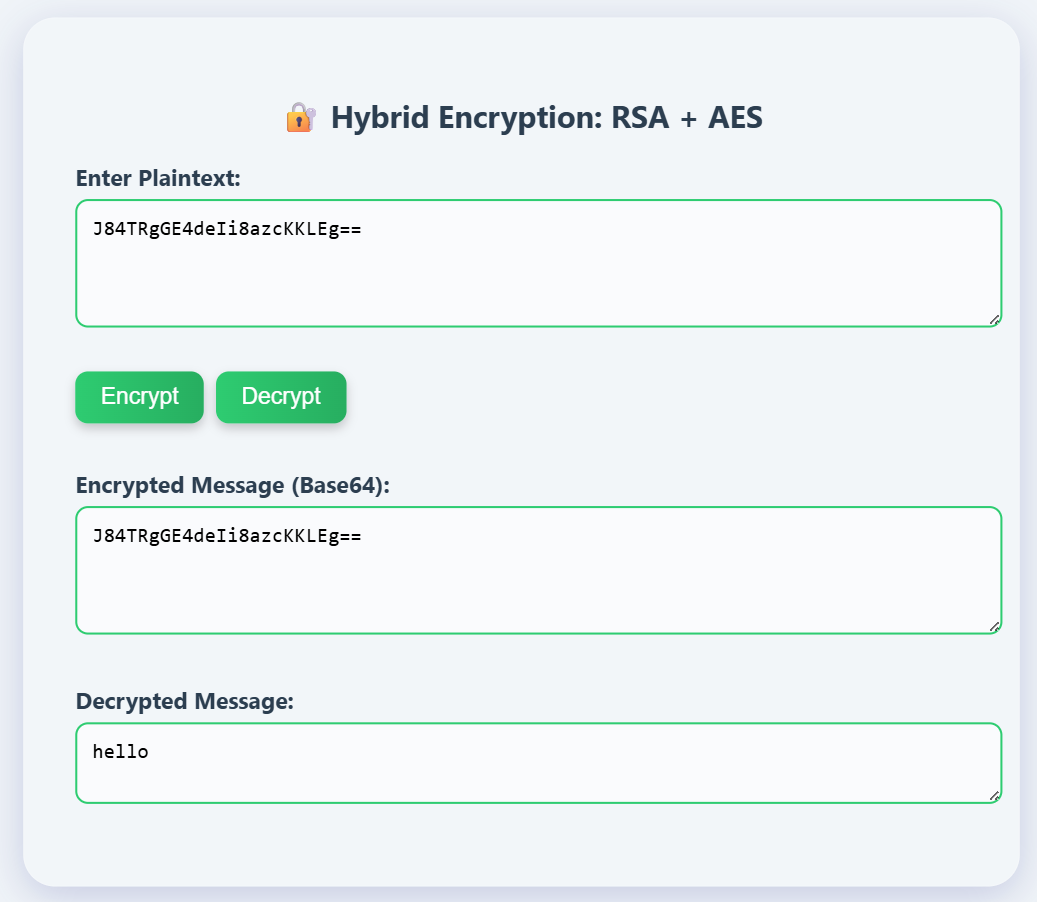 Hybrid Encryption: RSA + AES
Enter Plaintext:
J84TRgGE4deIi8azcKKLEg==
Encrypt Decrypt
Encrypted Message (Base64):
J84TRgGE4deIi8azcKKLEg==
Decrypted Message:
hello